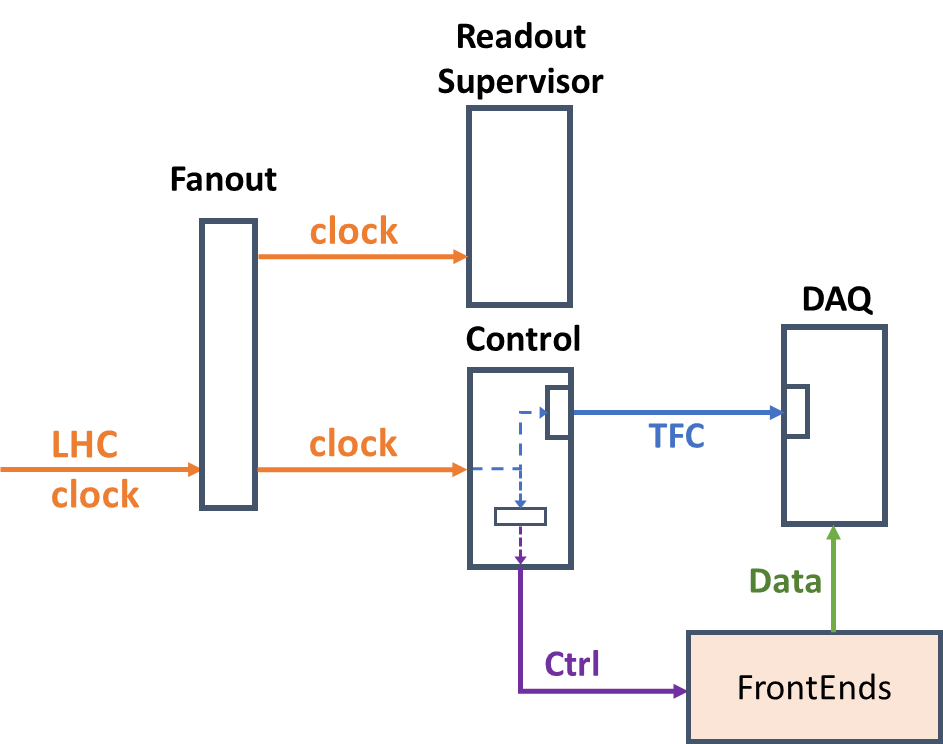 Readout
Supervisor
Fanout
clock
DAQ
Control
LHC
clock
clock
TFC
Data
Ctrl
FrontEnds